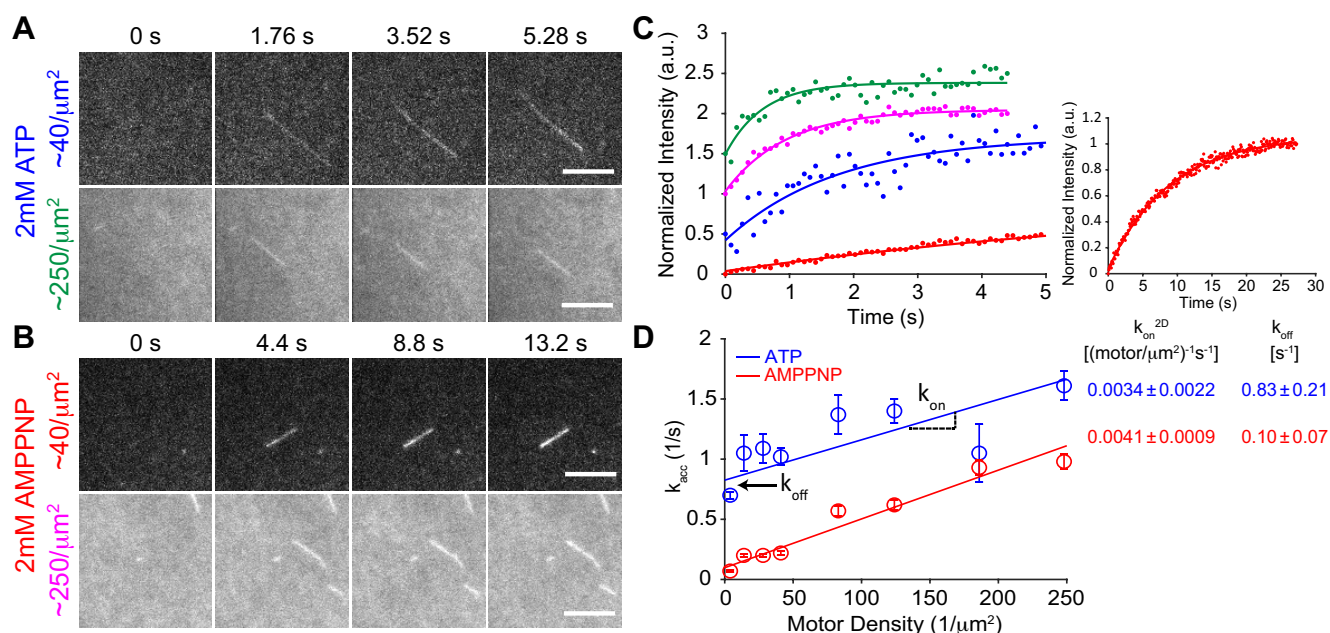 A
0 s 1.76 s 3.52 s 5.28 s
2mM ATP
~40/μm²
~250/μm²
B
0 s 4.4 s 8.8 s 13.2 s
2mM AMPPNP
~40/μm²
~250/μm²
C
Normalized Intensity (a.u.)
3
2.5
2
1.5
1
0.5
0
0 1 2 3 4 5
Time (s)
Normalized Intensity (a.u.)
1.2
1
0.8
0.6
0.4
0.2
0
0 5 10 15 20 25 30
Time (s)
D
k_acc (1/s)
2
1.5
1
0.5
0
ATP
AMPPNP
k_on
k_off
0 50 100 150 200 250
Motor Density (1/μm²)
k_on^2D k_off
[(motor/μm²)⁻¹s⁻¹] [s⁻¹]
0.0034±0.0022 0.83±0.21
0.0041±0.0009 0.10±0.07